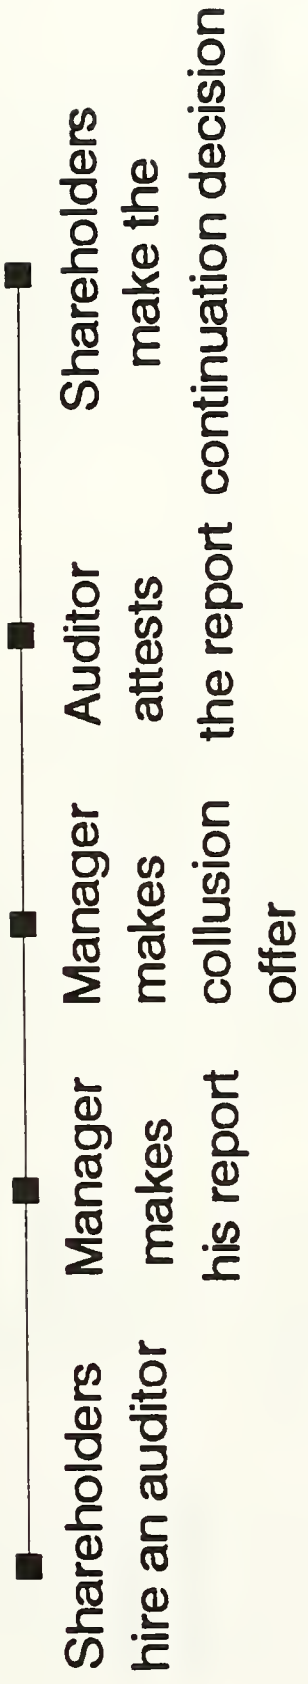 Shareholders
hire an auditor
Manager
makes
his report
Manager
makes
collusion
offer
Auditor
attests
the report
Shareholders
make the
continuation decision